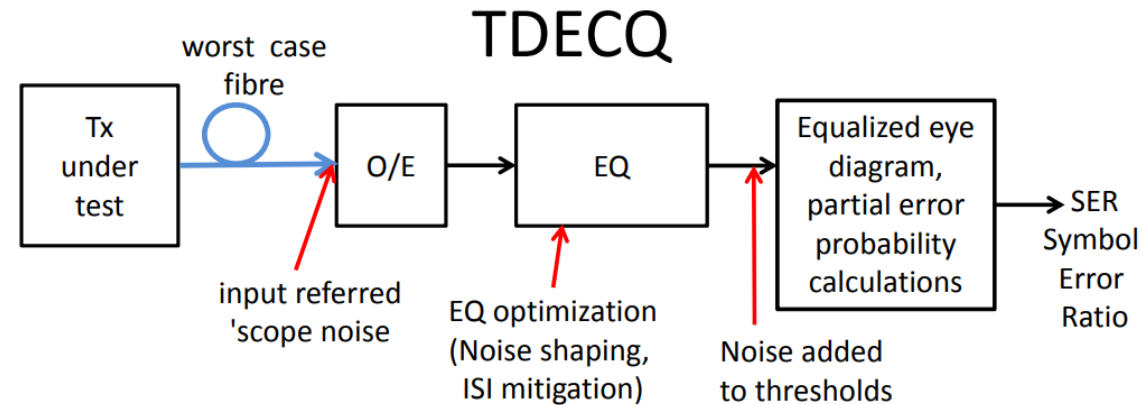 TDECQ
worst case
fibre
Tx
under
test
O/E
EQ
Equalized eye
diagram,
partial error
probability
calculations
SER
Symbol
Error
Ratio
input referred
'scope noise
EQ optimization
(Noise shaping,
ISI mitigation)
Noise added
to thresholds